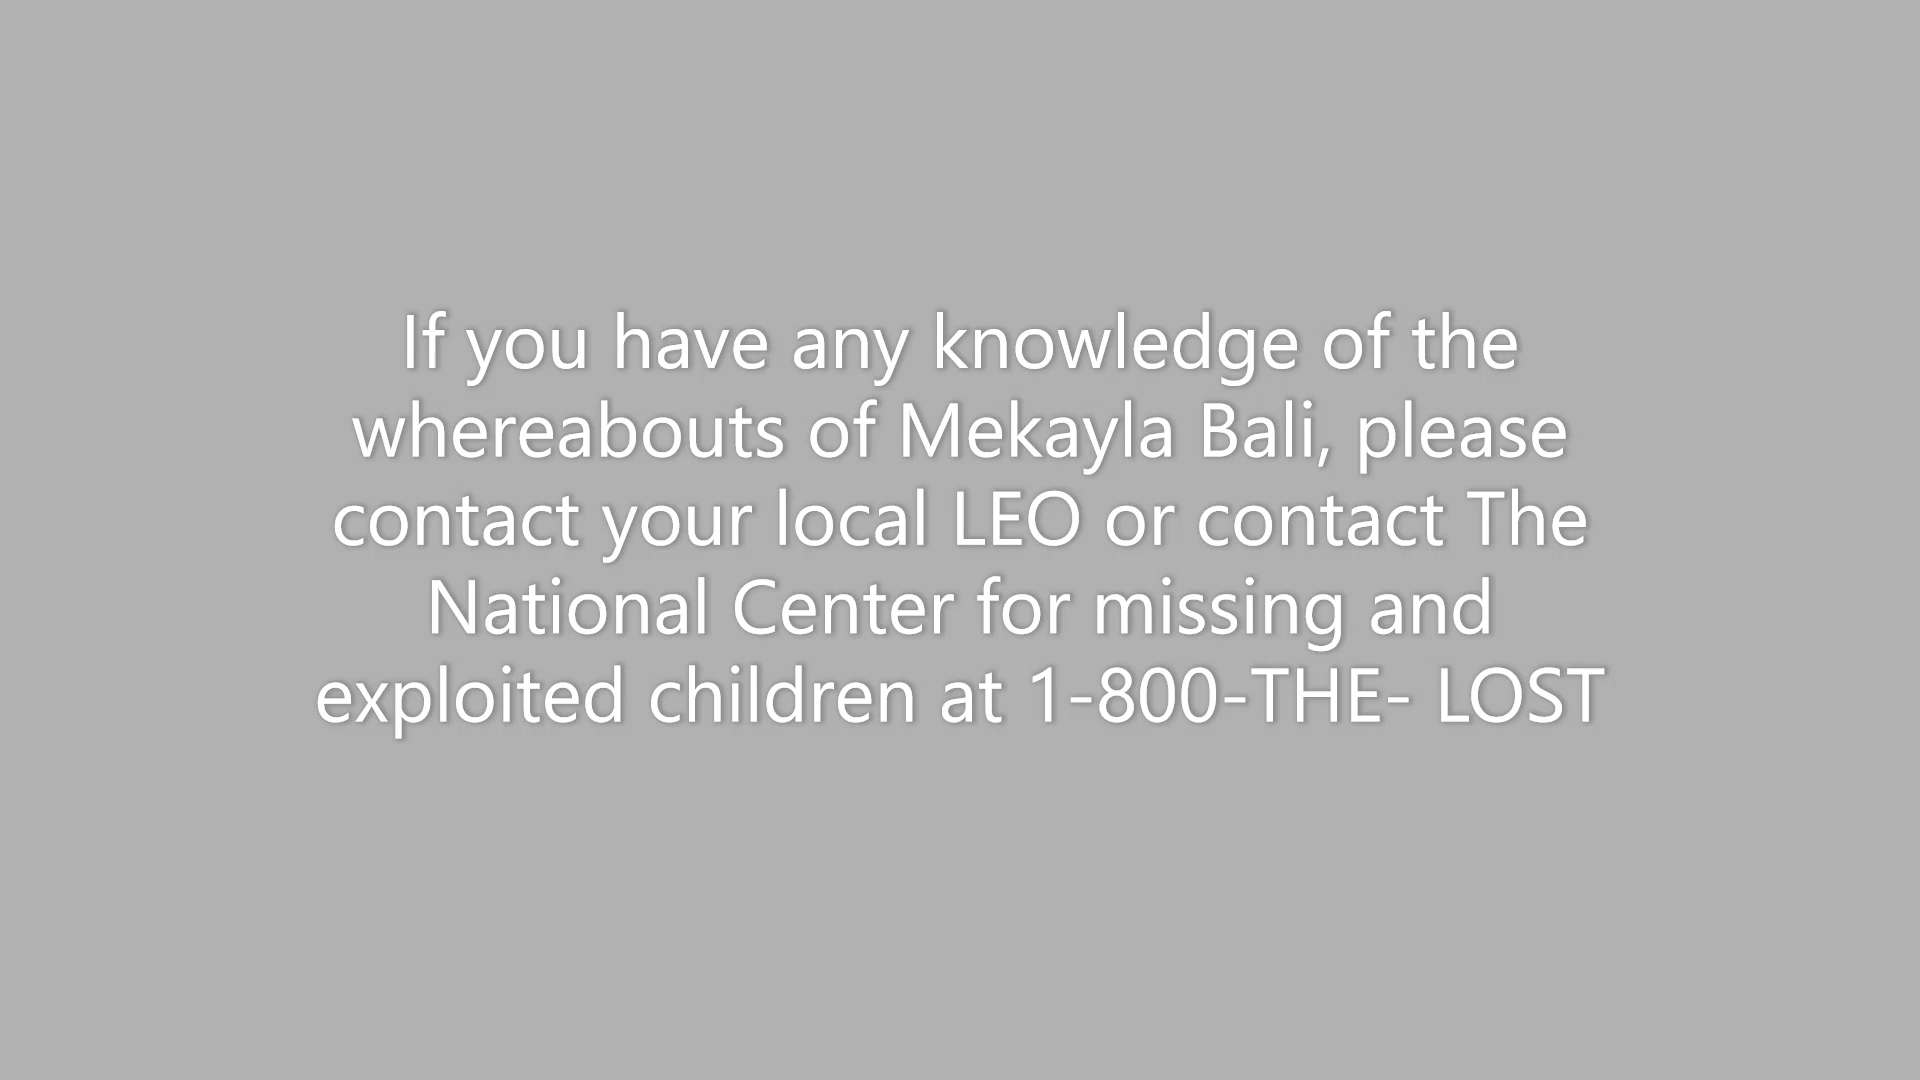 If you have any knowledge of the
whereabouts of Mekayla Bali, please
contact your local LEO or contact The
National Center for missing and
exploited children at 1-800-THE- LOST